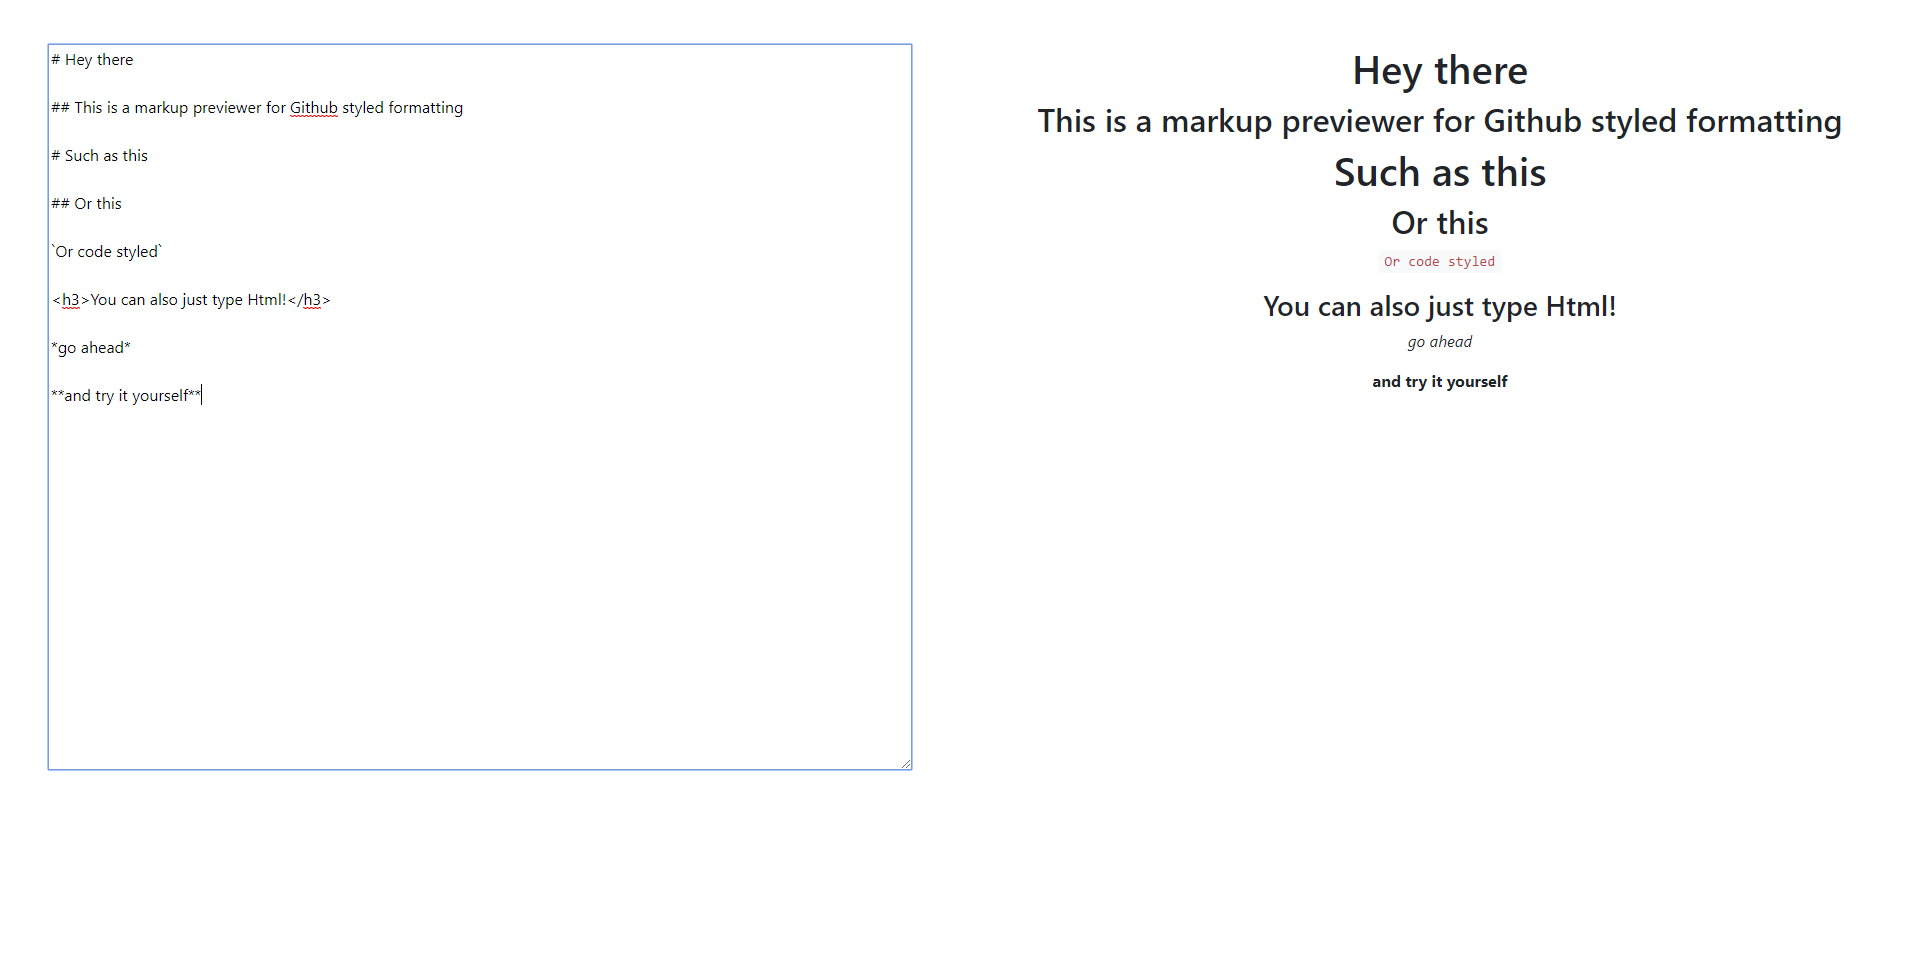 # Hey there
## This is a markup previewer for Github styled formatting
# Such as this
## Or this
`Or code styled`
<h3>You can also just type Html!</h3>
*go ahead*
**and try it yourself**
Hey there
This is a markup previewer for Github styled formatting
Such as this
Or this
Or code styled
You can also just type Html!
go ahead
and try it yourself